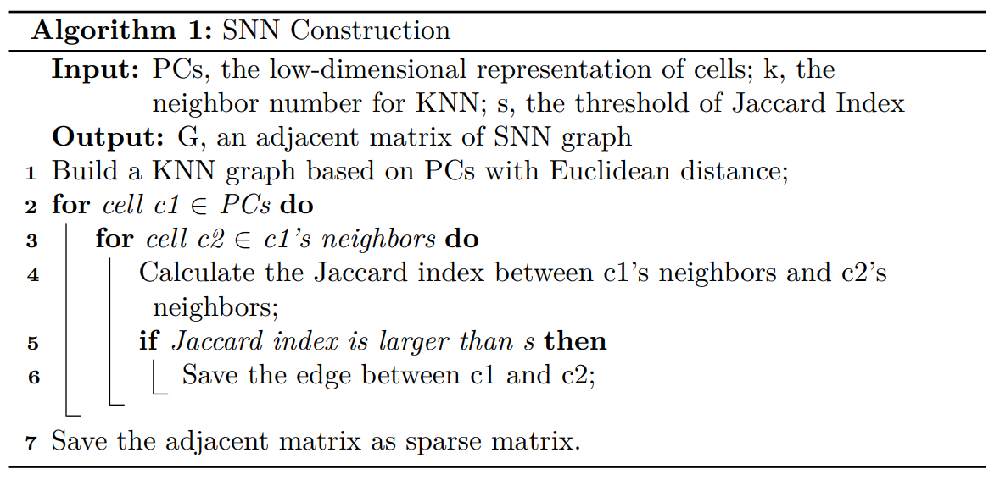 Algorithm 1: SNN Construction
Input: PCs, the low-dimensional representation of cells; k, the
neighbor number for KNN; s, the threshold of Jaccard Index
Output: G, an adjacent matrix of SNN graph
1 Build a KNN graph based on PCs with Euclidean distance;
2 for cell c1 ∈ PCs do
3 for cell c2 ∈ c1's neighbors do
4 Calculate the Jaccard index between c1's neighbors and c2's
neighbors;
5 if Jaccard index is larger than s then
6 Save the edge between c1 and c2;
7 Save the adjacent matrix as sparse matrix.